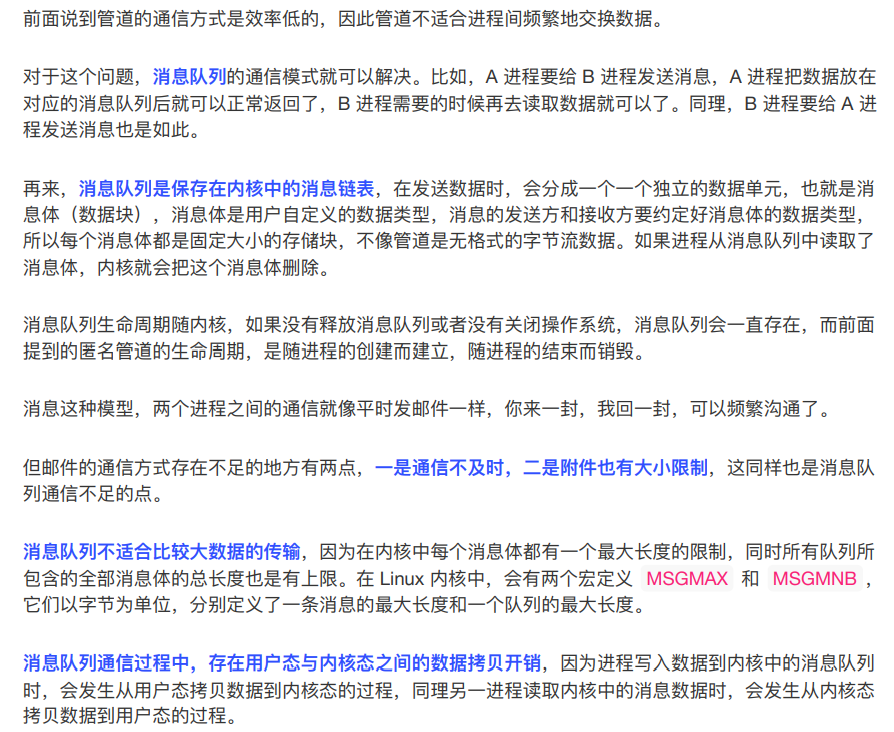 前面说到管道的通信方式是效率低的，因此管道不适合进程间频繁地交换数据。
对于这个问题，消息队列的通信模式就可以解决。比如，A 进程要给 B 进程发送消息，A 进程把数据放在
对应的消息队列后就可以正常返回了，B 进程需要的时候再去读取数据就可以了。同理，B 进程要给 A 进
程发送消息也是如此。
再来，消息队列是保存在内核中的消息链表，在发送数据时，会分成一个一个独立的数据单元，也就是消
息体（数据块），消息体是用户自定义的数据类型，消息的发送方和接收方要约定好消息体的数据类型，
所以每个消息体都是固定大小的存储块，不像管道是无格式的字节流数据。如果进程从消息队列中读取了
消息体，内核就会把这个消息体删除。
消息队列生命周期随内核，如果没有释放消息队列或者没有关闭操作系统，消息队列会一直存在，而前面
提到的匿名管道的生命周期，是随进程的创建而建立，随进程的结束而销毁。
消息这种模型，两个进程之间的通信就像平时发邮件一样，你来一封，我回一封，可以频繁沟通了。
但邮件的通信方式存在不足的地方有两点，一是通信不及时，二是附件也有大小限制，这同样也是消息队
列通信不足的点。
消息队列不适合比较大数据的传输，因为在内核中每个消息体都有一个最大长度的限制，同时所有队列所
包含的全部消息体的总长度也是有上限。在 Linux 内核中，会有两个宏定义 MSGMAX 和 MSGMNB ，
它们以字节为单位，分别定义了一条消息的最大长度和一个队列的最大长度。
消息队列通信过程中，存在用户态与内核态之间的数据拷贝开销，因为进程写入数据到内核中的消息队列
时，会发生从用户态拷贝数据到内核态的过程，同理另一进程读取内核中的消息数据时，会发生从内核态
拷贝数据到用户态的过程。